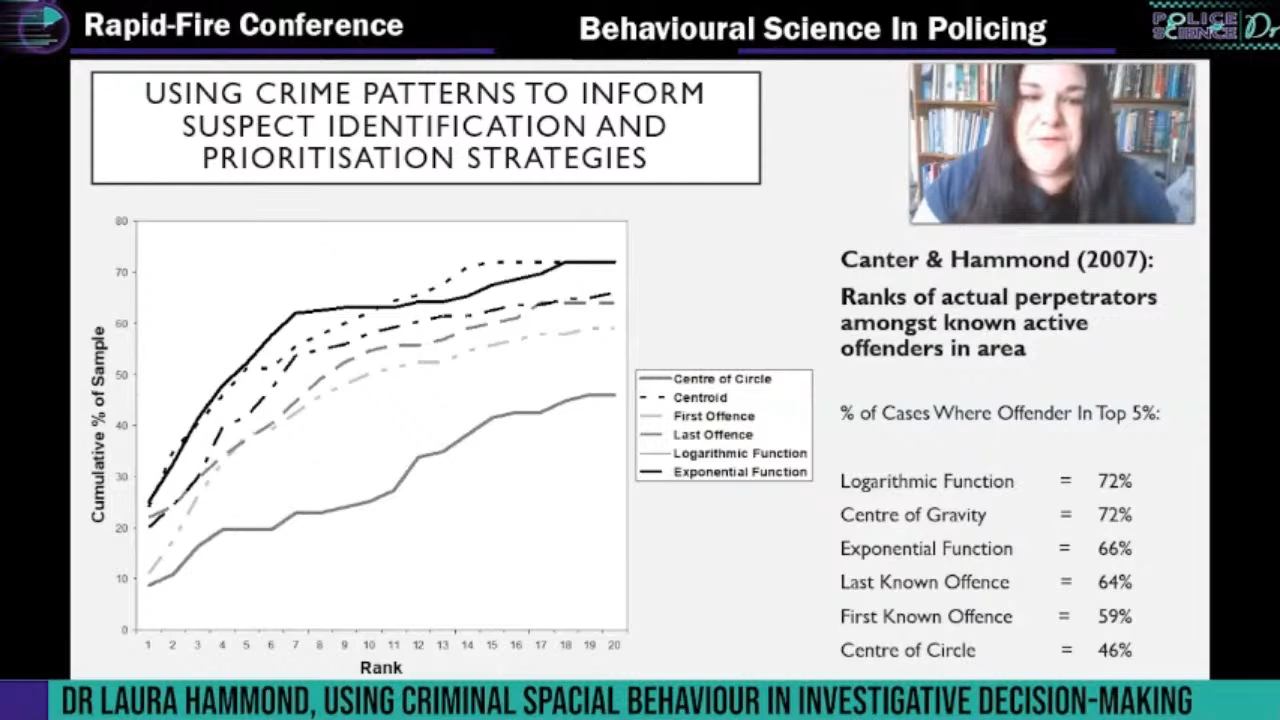 Rapid-Fire Conference
Behavioural Science In Policing
POLICE
SCIENCE
Dr
USING CRIME PATTERNS TO INFORM
SUSPECT IDENTIFICATION AND
PRIORITISATION STRATEGIES
80
70
60
50
40
30
20
10
0
Cumulative % of Sample
1 2 3 4 5 6 7 8 9 10 11 12 13 14 15 16 17 18 19 20
Rank
Centre of Circle
Centroid
First Offence
Last Offence
Logarithmic Function
Exponential Function
Canter & Hammond (2007):
Ranks of actual perpetrators
amongst known active
offenders in area
% of Cases Where Offender In Top 5%:
Logarithmic Function = 72%
Centre of Gravity = 72%
Exponential Function = 66%
Last Known Offence = 64%
First Known Offence = 59%
Centre of Circle = 46%
DR LAURA HAMMOND, USING CRIMINAL SPACIAL BEHAVIOUR IN INVESTIGATIVE DECISION-MAKING